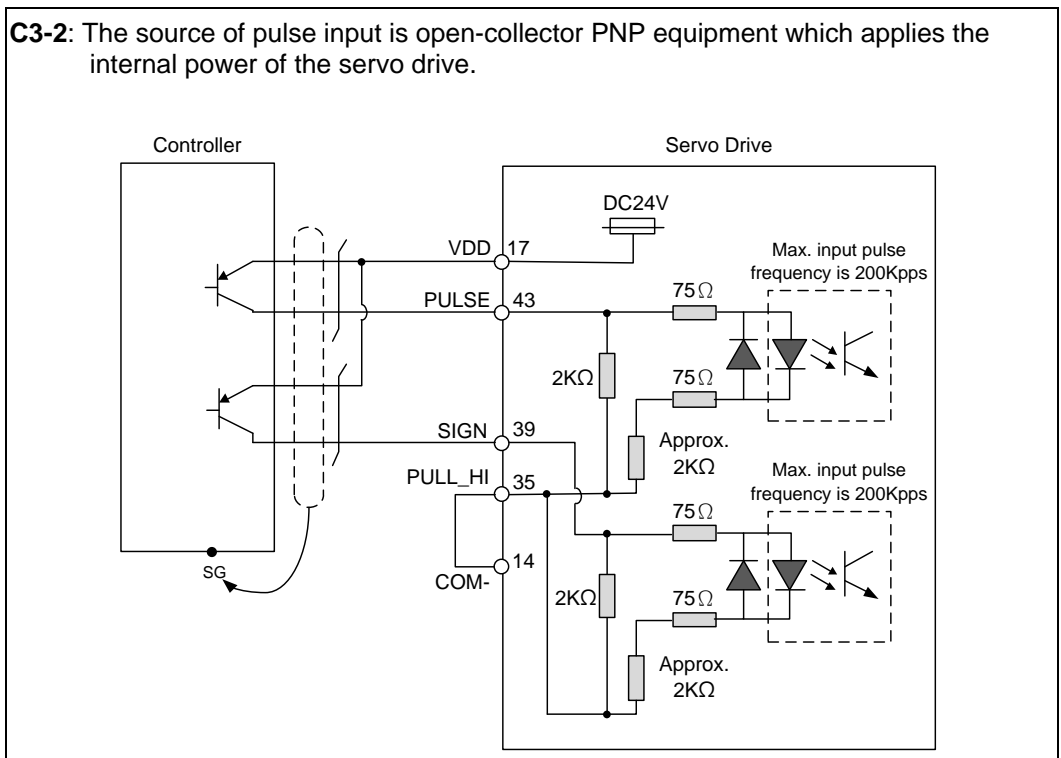 C3-2: The source of pulse input is open-collector PNP equipment which applies the
internal power of the servo drive.
Controller
Servo Drive
DC24V
VDD 17
Max. input pulse
frequency is 200Kpps
PULSE 43
75Ω
2KΩ
75Ω
SIGN 39
Approx.
2KΩ
PULL_HI 35
Max. input pulse
frequency is 200Kpps
75Ω
14
COM-
SG
2KΩ
75Ω
Approx.
2KΩ